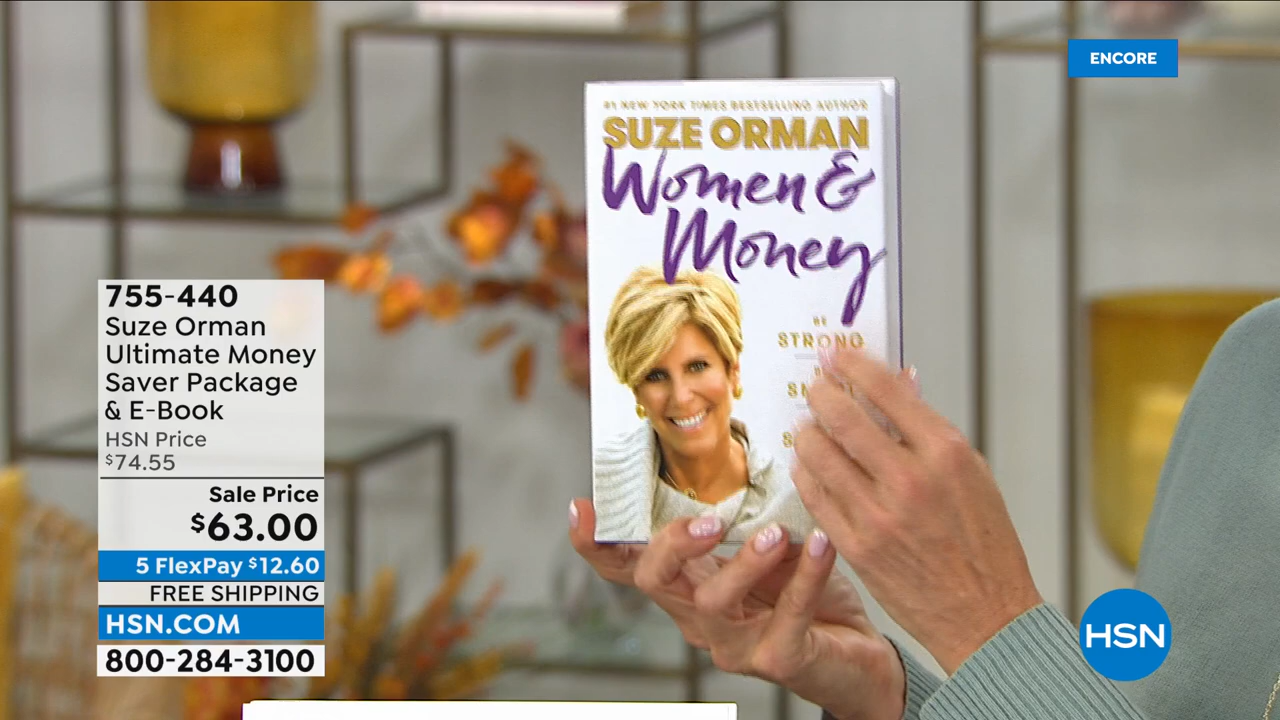 ENCORE
#1 NEW YORK TIMES BESTSELLING AUTHOR
SUZE ORMAN
Women &
Money
BE
STRONG
755-440
Suze Orman
Ultimate Money
Saver Package
& E-Book
HSN Price
$74.55
Sale Price
$63.00
5 FlexPay $12.60
FREE SHIPPING
HSN.COM
800-284-3100
HSN